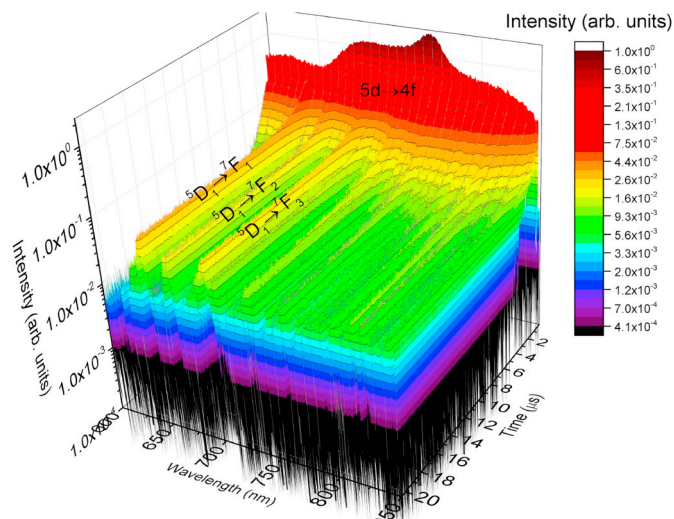 Intensity (arb. units)
1.0x10⁰
6.0x10⁻¹
3.5x10⁻¹
2.1x10⁻¹
1.3x10⁻¹
7.5x10⁻²
4.4x10⁻²
2.6x10⁻²
1.6x10⁻²
9.3x10⁻³
5.6x10⁻³
3.3x10⁻³
2.0x10⁻³
1.2x10⁻³
7.0x10⁻⁴
4.1x10⁻⁴
5d →4f
⁵D₁→⁷F₁
⁵D₁→⁷F₂
⁵D₁→⁷F₃
Intensity (arb. units)
1.0x10⁰
1.0x10⁻¹
1.0x10⁻²
1.0x10⁻³
650
700
750
800
Wavelength (nm)
2
4
6
8
10
12
14
16
18
20
Time (µs)